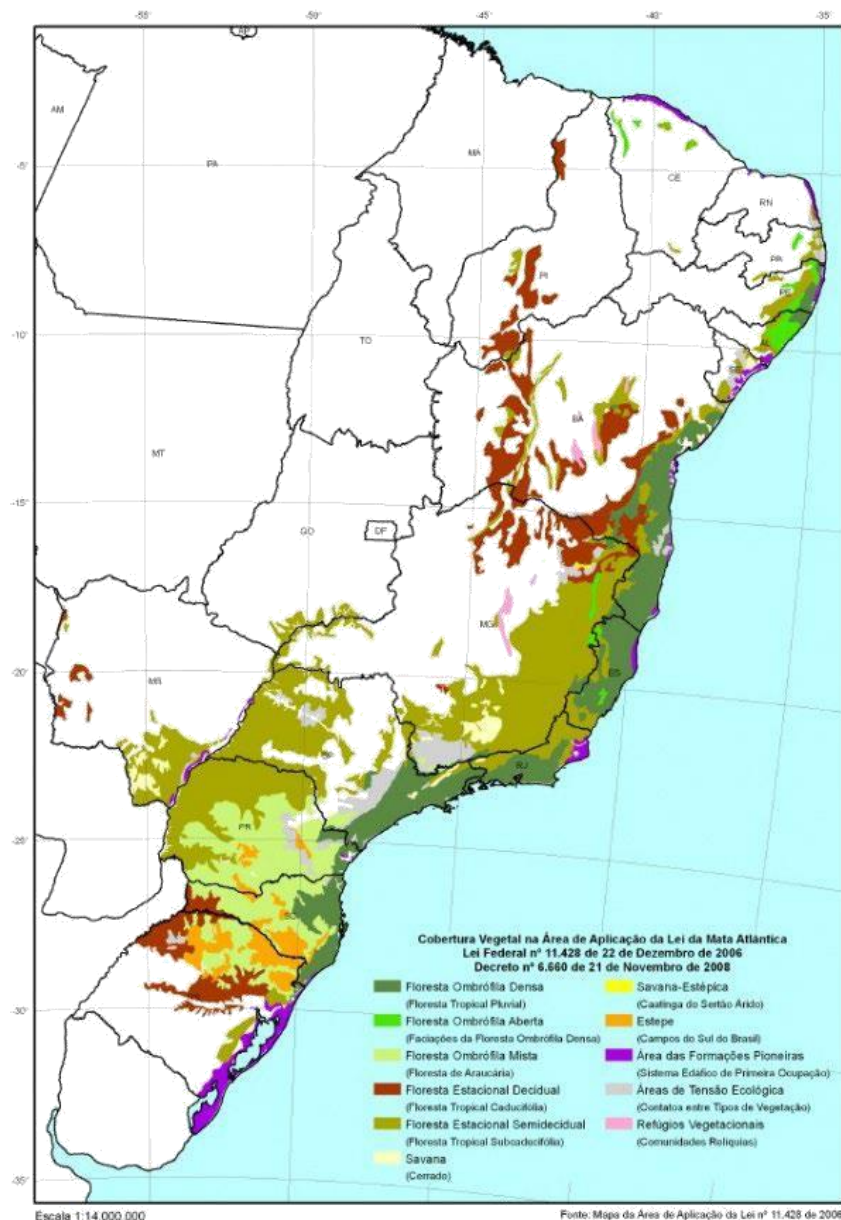 -55°
-50°
-45°
-40°
-35°
AP
AM
PA
MA
CE
-5°
RN
PB
PI
PE
-10°
TO
AL
SE
BA
MT
-15°
GO
DF
MG
-20°
MS
ES
SP
RJ
PR
-25°
SC
Cobertura Vegetal na Área de Aplicação da Lei da Mata Atlântica
Lei Federal nº 11.428 de 22 de Dezembro de 2006
Decreto nº 6.660 de 21 de Novembro de 2008
Floresta Ombrófila Densa
(Floresta Tropical Pluvial)
Floresta Ombrófila Aberta
(Faciações da Floresta Ombrófila Densa)
Floresta Ombrófila Mista
(Floresta de Araucária)
Floresta Estacional Decidual
(Floresta Tropical Caducifólia)
Floresta Estacional Semidecidual
(Floresta Tropical Subcaducifólia)
Savana
(Cerrado)
Savana-Estépica
(Caatinga do Sertão Árido)
Estepe
(Campos do Sul do Brasil)
Área das Formações Pioneiras
(Sistema Edáfico de Primeira Ocupação)
Áreas de Tensão Ecológica
(Contatos entre Tipos de Vegetação)
Refúgios Vegetacionais
(Comunidades Relíquias)
-30°
-35°
Escala 1:14.000.000
Fonte: Mapa da Área de Aplicação da Lei nº 11.428 de 2006